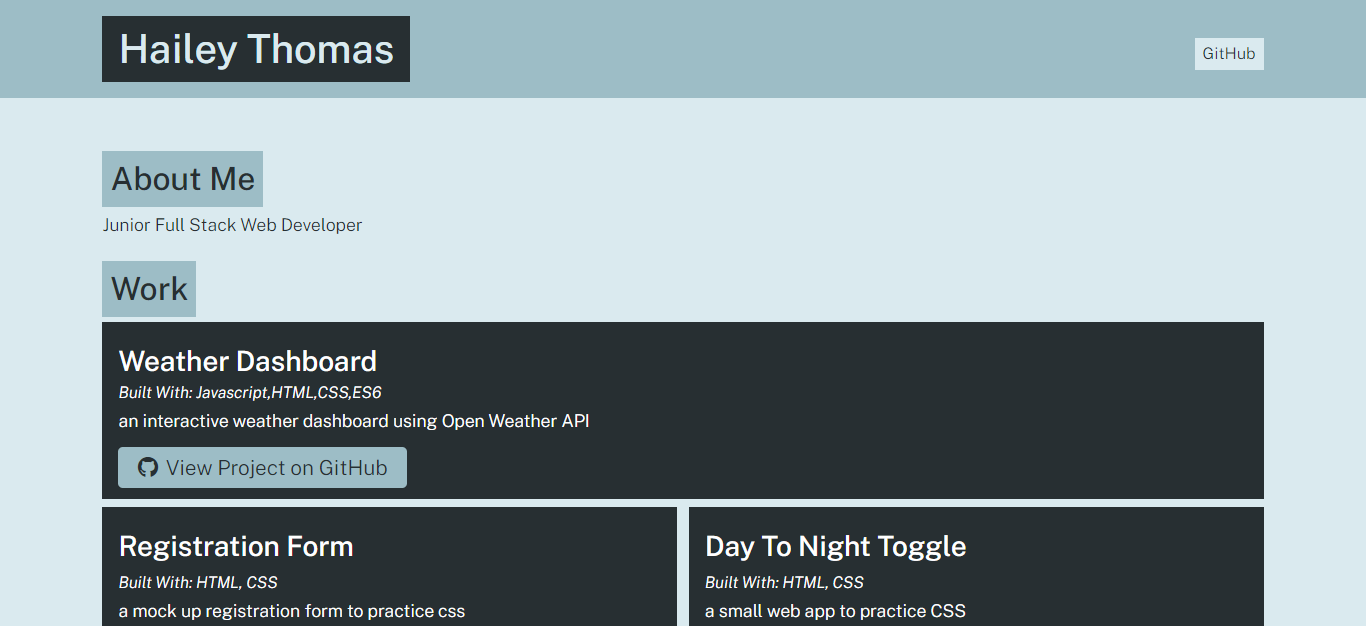 Hailey Thomas
GitHub
About Me
Junior Full Stack Web Developer
Work
Weather Dashboard
Built With: Javascript,HTML,CSS,ES6
an interactive weather dashboard using Open Weather API
View Project on GitHub
Registration Form
Built With: HTML, CSS
a mock up registration form to practice css
Day To Night Toggle
Built With: HTML, CSS
a small web app to practice CSS